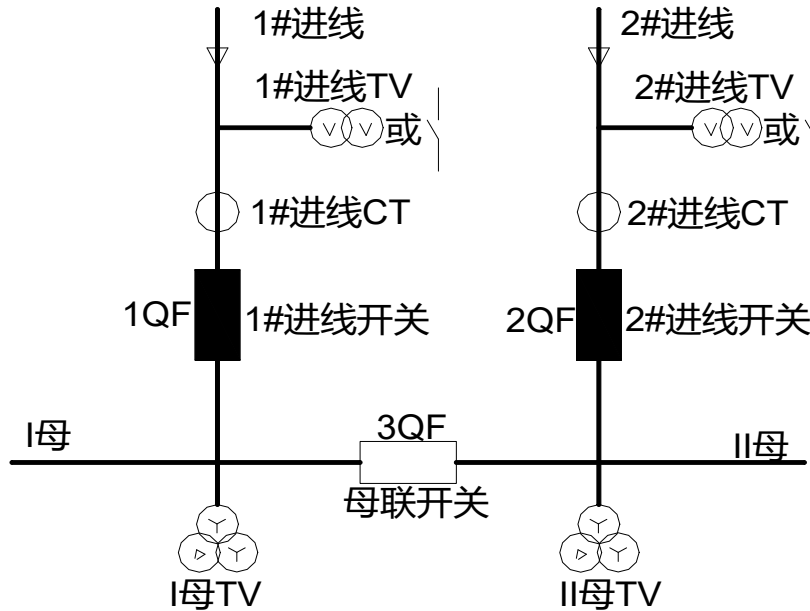 1#进线
2#进线
1#进线TV
2#进线TV
或
或
1#进线CT
2#进线CT
1QF
1#进线开关
2QF
2#进线开关
I母
3QF
II母
母联开关
I母TV
II母TV